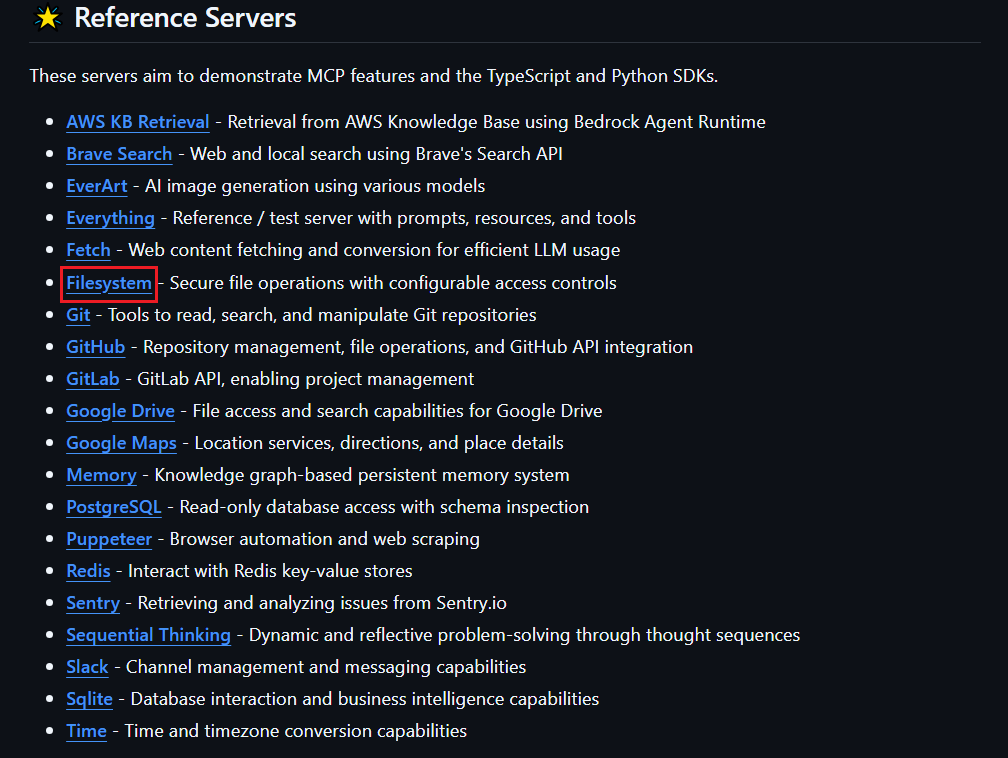 Reference Servers
These servers aim to demonstrate MCP features and the TypeScript and Python SDKs.
AWS KB Retrieval - Retrieval from AWS Knowledge Base using Bedrock Agent Runtime
Brave Search - Web and local search using Brave's Search API
EverArt - AI image generation using various models
Everything - Reference / test server with prompts, resources, and tools
Fetch - Web content fetching and conversion for efficient LLM usage
Filesystem - Secure file operations with configurable access controls
Git - Tools to read, search, and manipulate Git repositories
GitHub - Repository management, file operations, and GitHub API integration
GitLab - GitLab API, enabling project management
Google Drive - File access and search capabilities for Google Drive
Google Maps - Location services, directions, and place details
Memory - Knowledge graph-based persistent memory system
PostgreSQL - Read-only database access with schema inspection
Puppeteer - Browser automation and web scraping
Redis - Interact with Redis key-value stores
Sentry - Retrieving and analyzing issues from Sentry.io
Sequential Thinking - Dynamic and reflective problem-solving through thought sequences
Slack - Channel management and messaging capabilities
Sqlite - Database interaction and business intelligence capabilities
Time - Time and timezone conversion capabilities